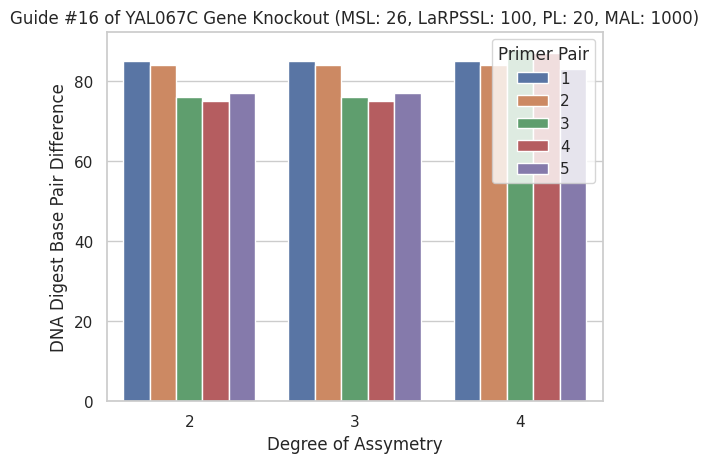 Guide #16 of YAL067C Gene Knockout (MSL: 26, LaRPSSL: 100, PL: 20, MAL: 1000)
DNA Digest Base Pair Difference
80
60
40
20
0
Primer Pair
1
2
3
4
5
2 3 4
Degree of Assymetry